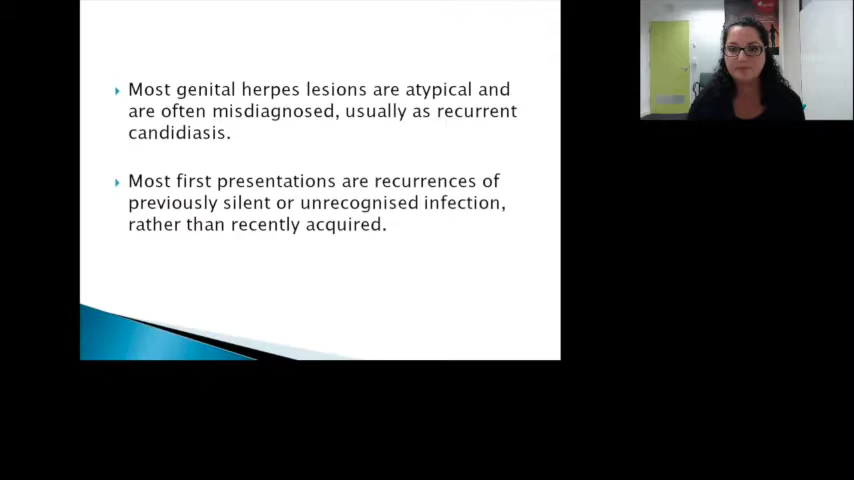 Most genital herpes lesions are atypical and
are often misdiagnosed, usually as recurrent
candidiasis.
Most first presentations are recurrences of
previously silent or unrecognised infection,
rather than recently acquired.